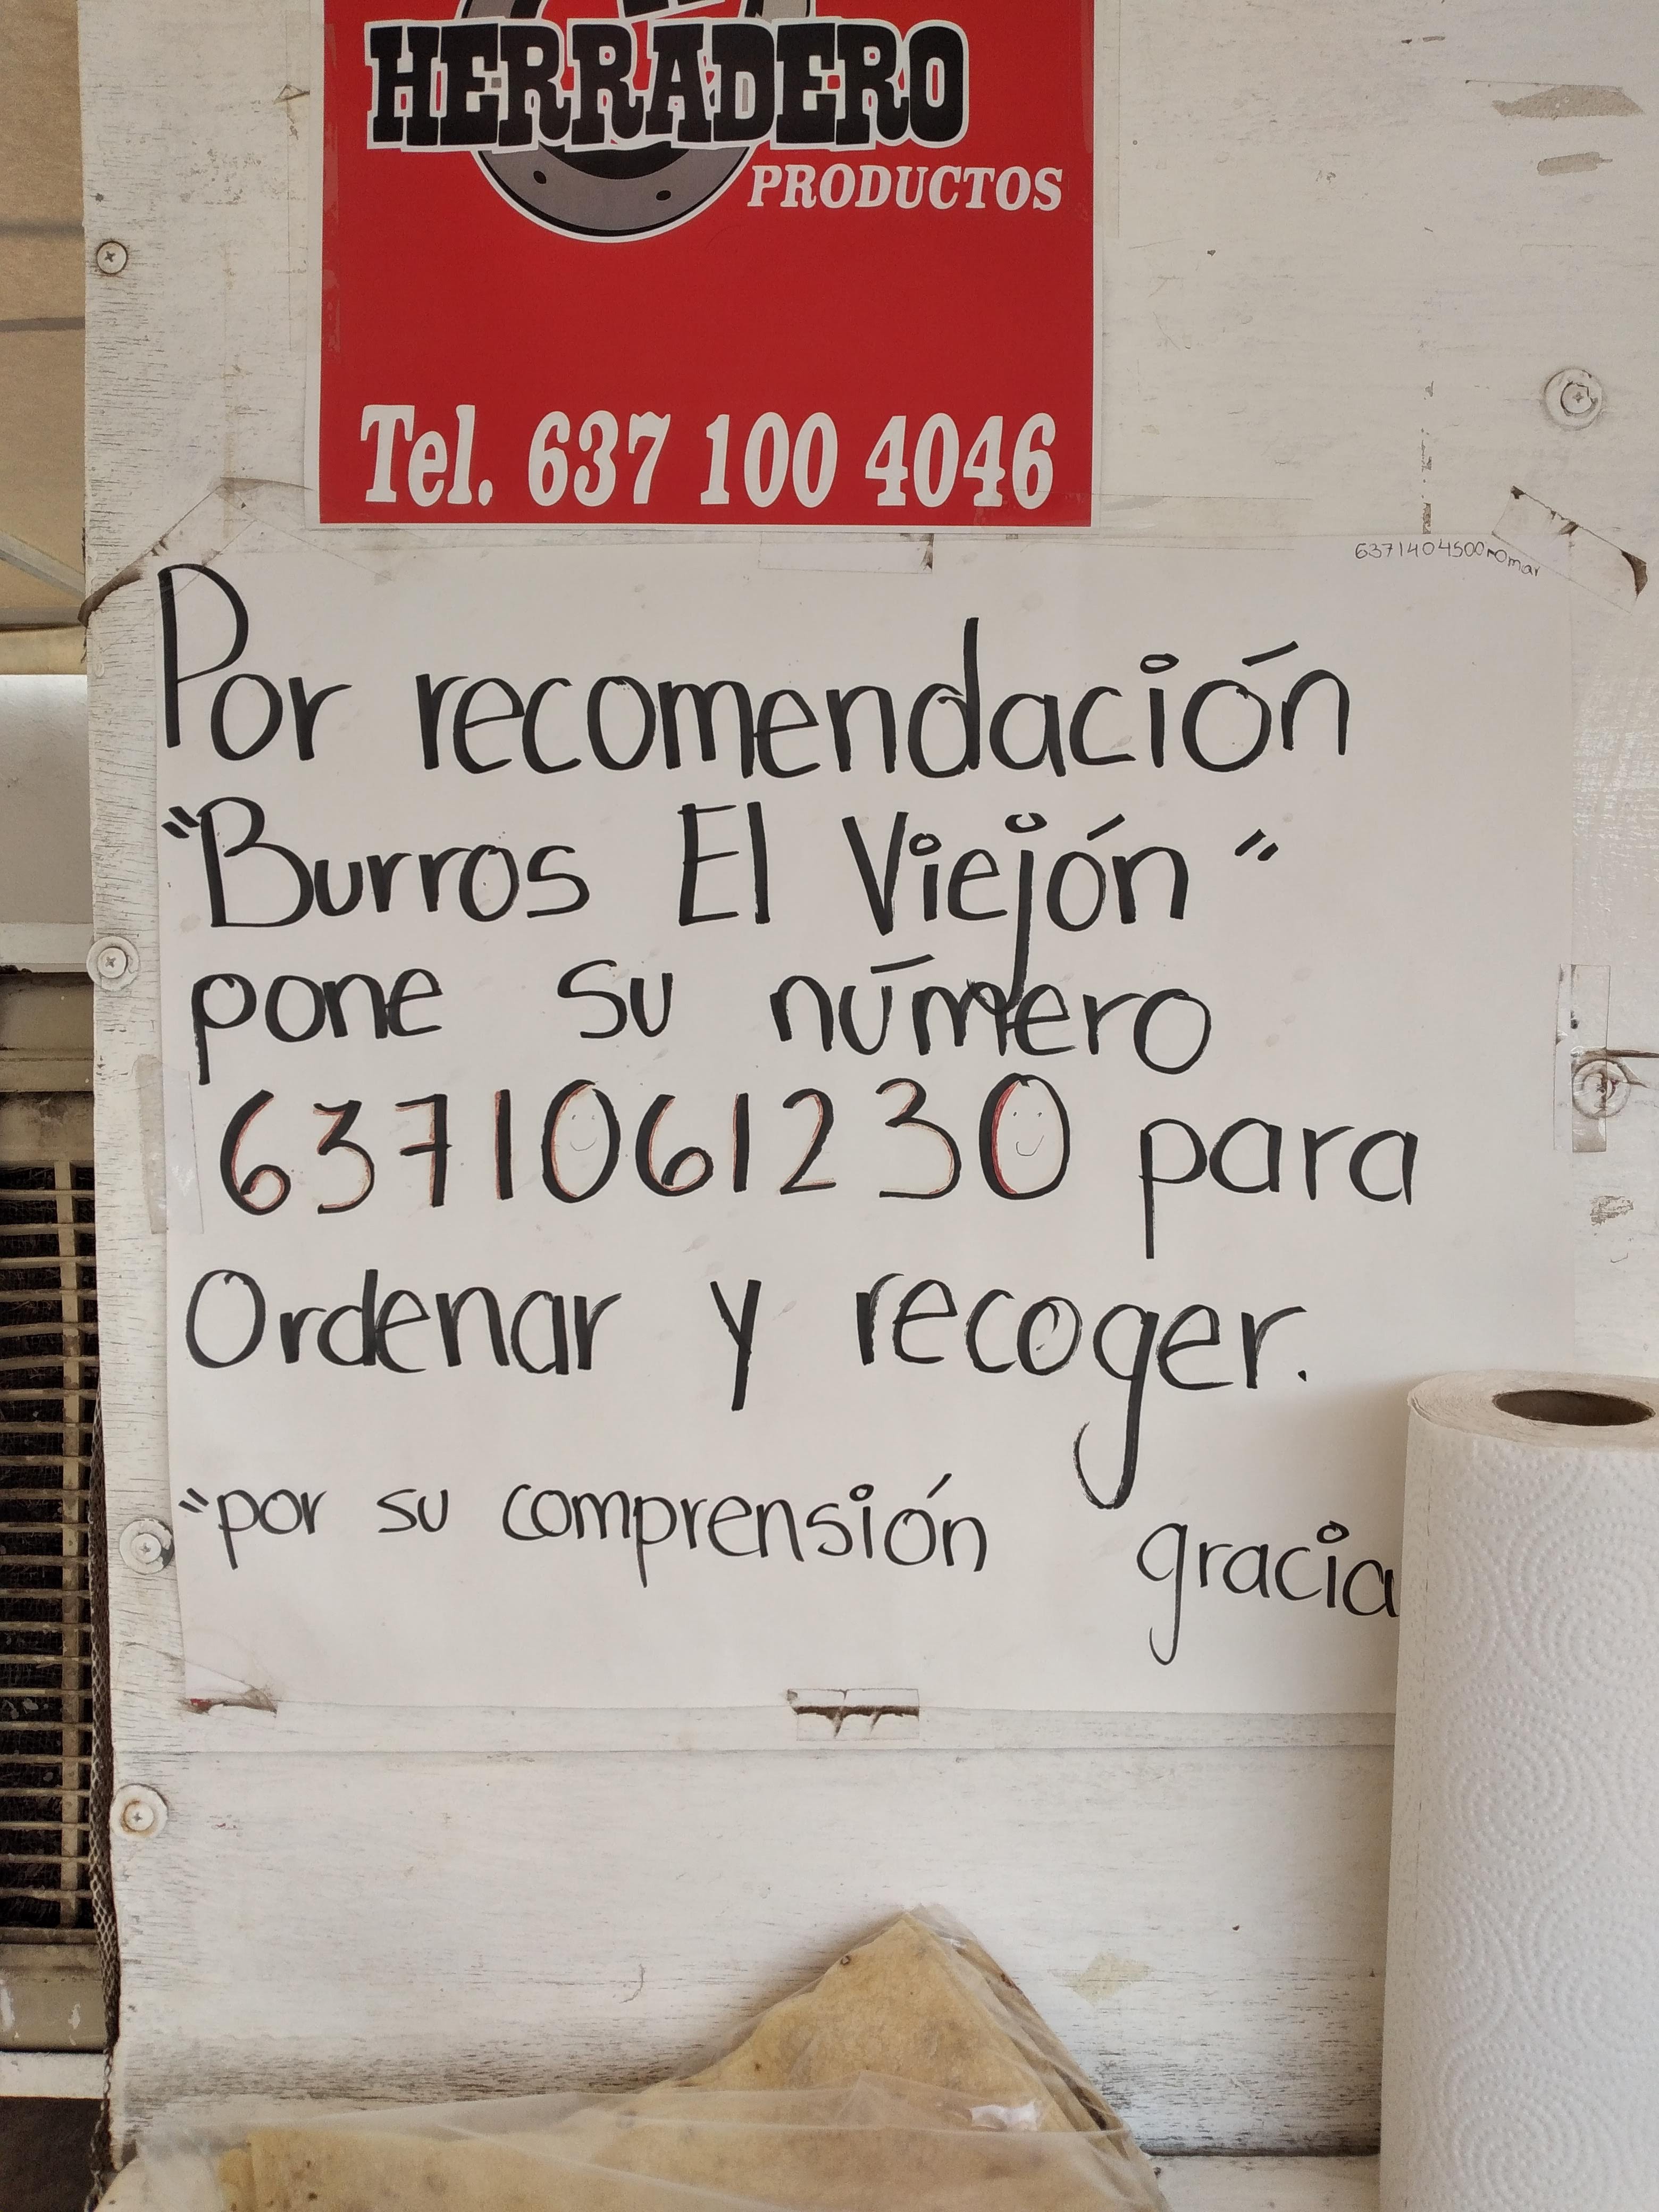 HERRADERO
PRODUCTOS
Tel. 637 100 4046
6371404500 Omar
Por recomendación
"Burros El Viejón"
pone su número
6371061230 para
Ordenar y recoger.
"por su comprensión gracia